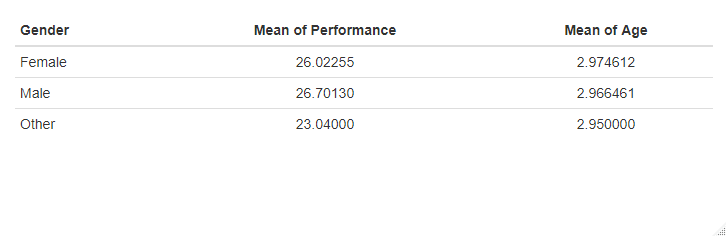 Gender Mean of Performance Mean of Age
Female 26.02255 2.974612
Male 26.70130 2.966461
Other 23.04000 2.950000